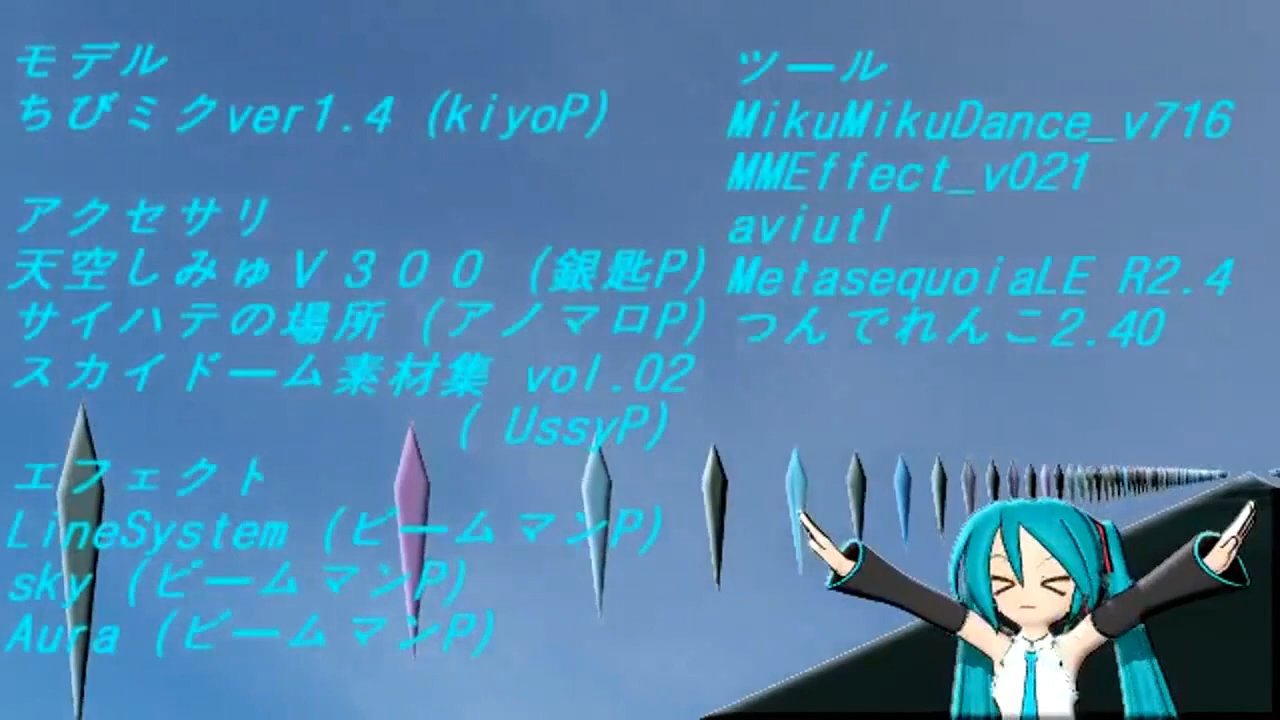 モデル
ちびミクver1.4 (kiyoP)
アクセサリ
天空しみゅＶ３００ (銀匙P)
サイハテの場所 (アノマロP)
スカイドーム素材集 vol.02
( UssyP)
エフェクト
LineSystem (ビームマンP)
sky (ビームマンP)
Aura (ビームマンP)
ツール
MikuMikuDance_v716
MMEffect_v021
aviutl
MetasequoiaLE R2.4
つんでれんこ2.40